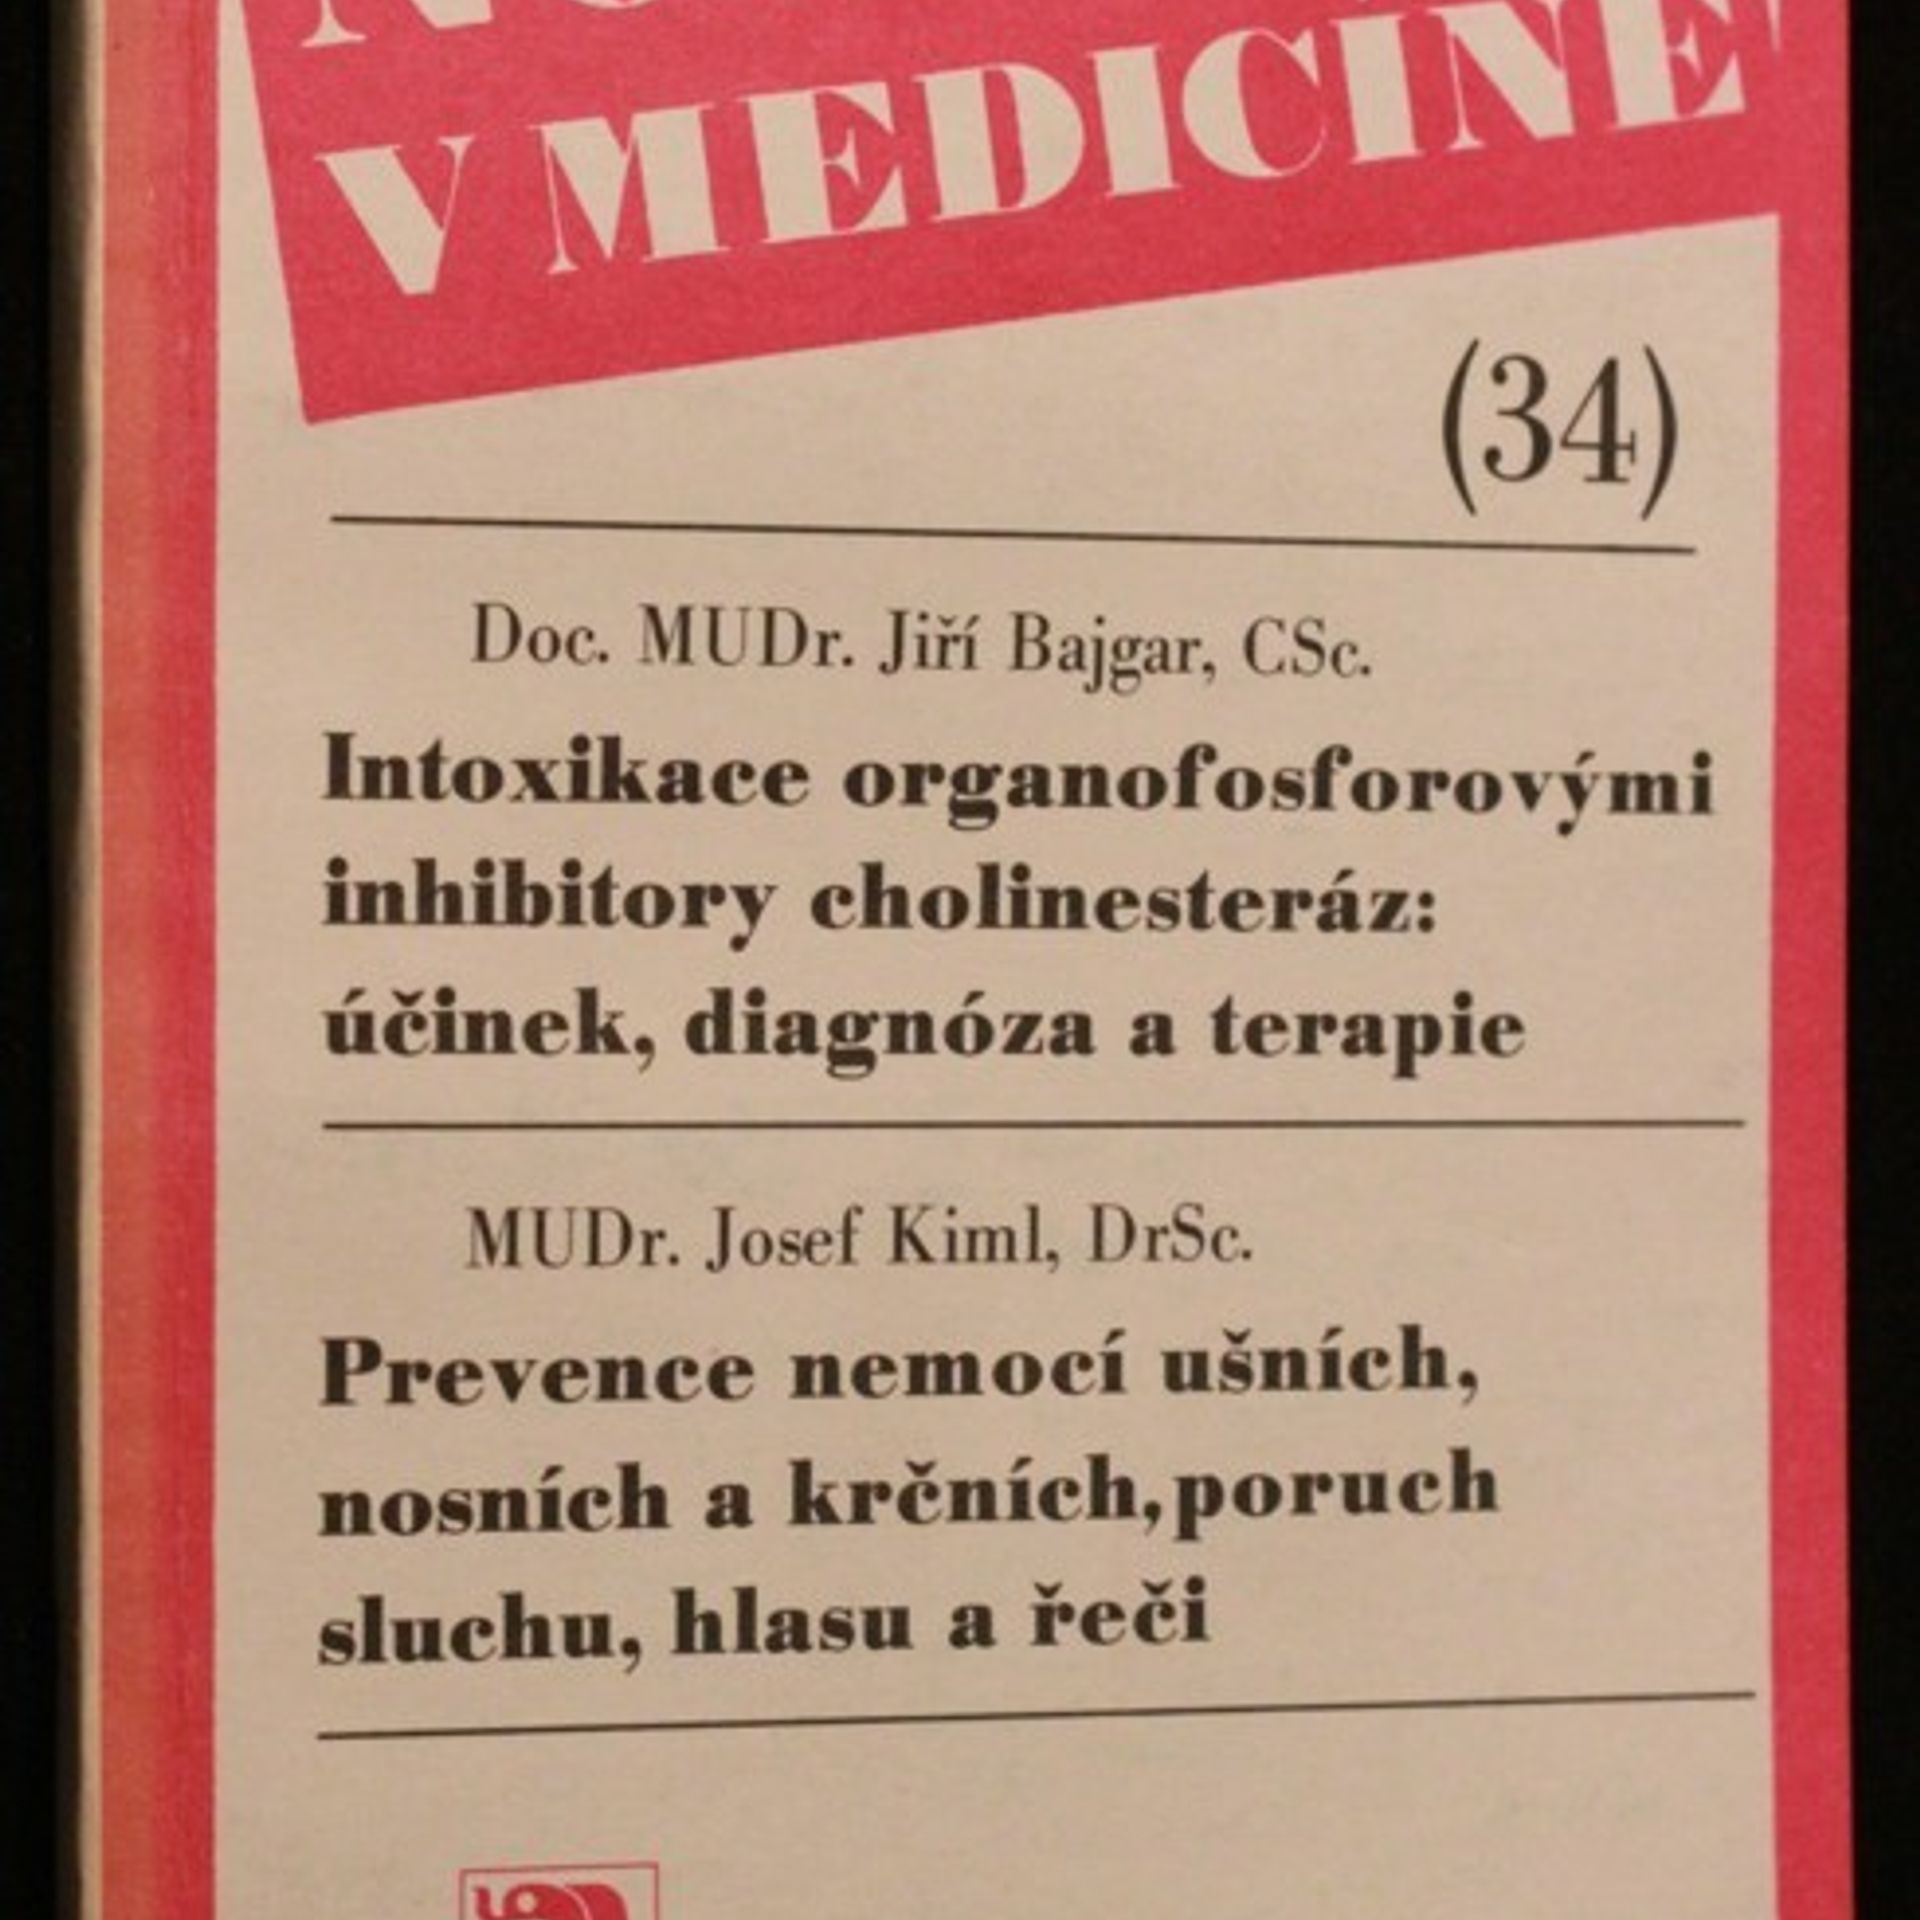 V MEDICÍNĚ
(34)
Doc. MUDr. Jiří Bajgar, CSc.
Intoxikace organofosforovými
inhibitory cholinesteráz:
účinek, diagnóza a terapie
MUDr. Josef Kiml, DrSc.
Prevence nemocí ušních,
nosních a krčních,poruch
sluchu, hlasu a řeči